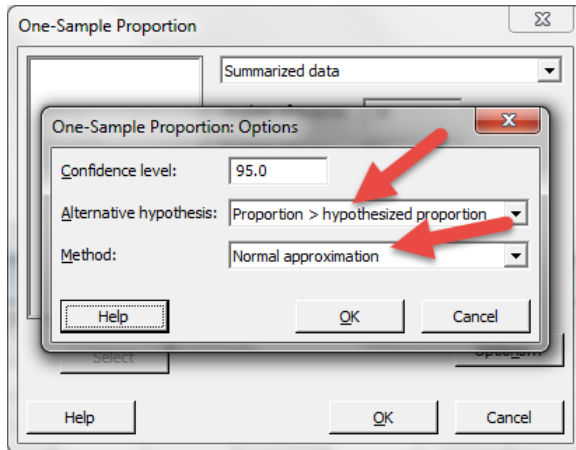 One-Sample Proportion
Summarized data
One-Sample Proportion: Options
Confidence level: 95.0
Alternative hypothesis: Proportion > hypothesized proportion
Method: Normal approximation
Help OK Cancel
Select
Help OK Cancel